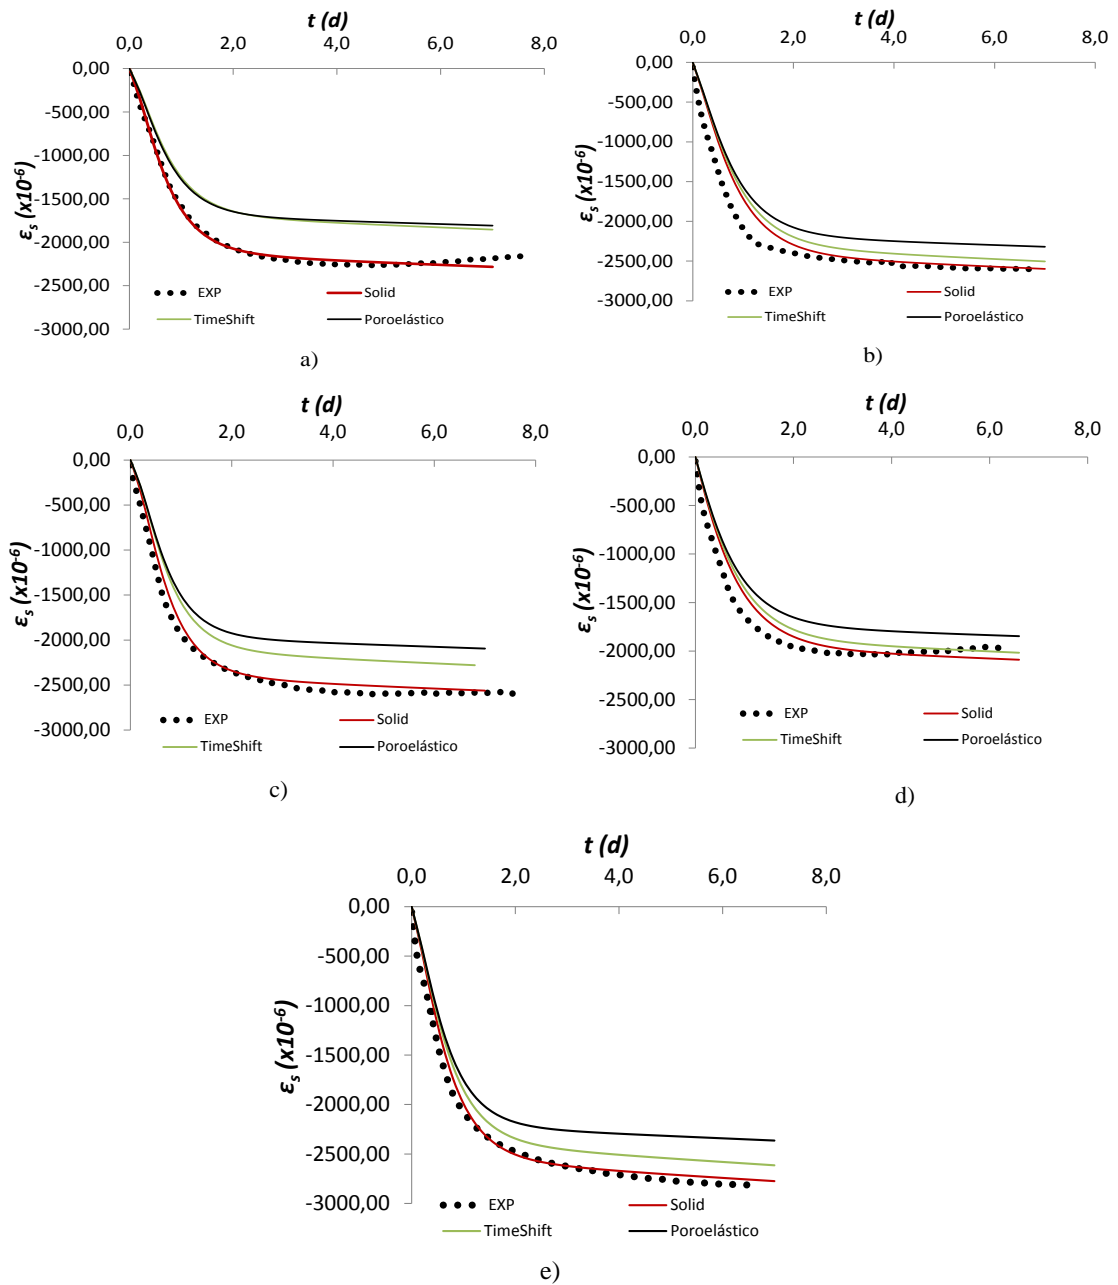 t (d)
0,0 2,0 4,0 6,0 8,0
0,00
-500,00
-1000,00
-1500,00
-2000,00
-2500,00
-3000,00
εs (x10-6)
EXP Solid
TimeShift Poroelástico
a)
t (d)
0,0 2,0 4,0 6,0 8,0
0,00
-500,00
-1000,00
-1500,00
-2000,00
-2500,00
-3000,00
εs (x10-6)
EXP Solid
TimeShift Poroelástico
b)
t (d)
0,0 2,0 4,0 6,0 8,0
0,00
-500,00
-1000,00
-1500,00
-2000,00
-2500,00
-3000,00
εs (x10-6)
EXP Solid
TimeShift Poroelástico
c)
t (d)
0,0 2,0 4,0 6,0 8,0
0,00
-500,00
-1000,00
-1500,00
-2000,00
-2500,00
-3000,00
εs (x10-6)
EXP Solid
TimeShift Poroelástico
d)
t (d)
0,0 2,0 4,0 6,0 8,0
0,00
-500,00
-1000,00
-1500,00
-2000,00
-2500,00
-3000,00
εs (x10-6)
EXP Solid
TimeShift Poroelástico
e)